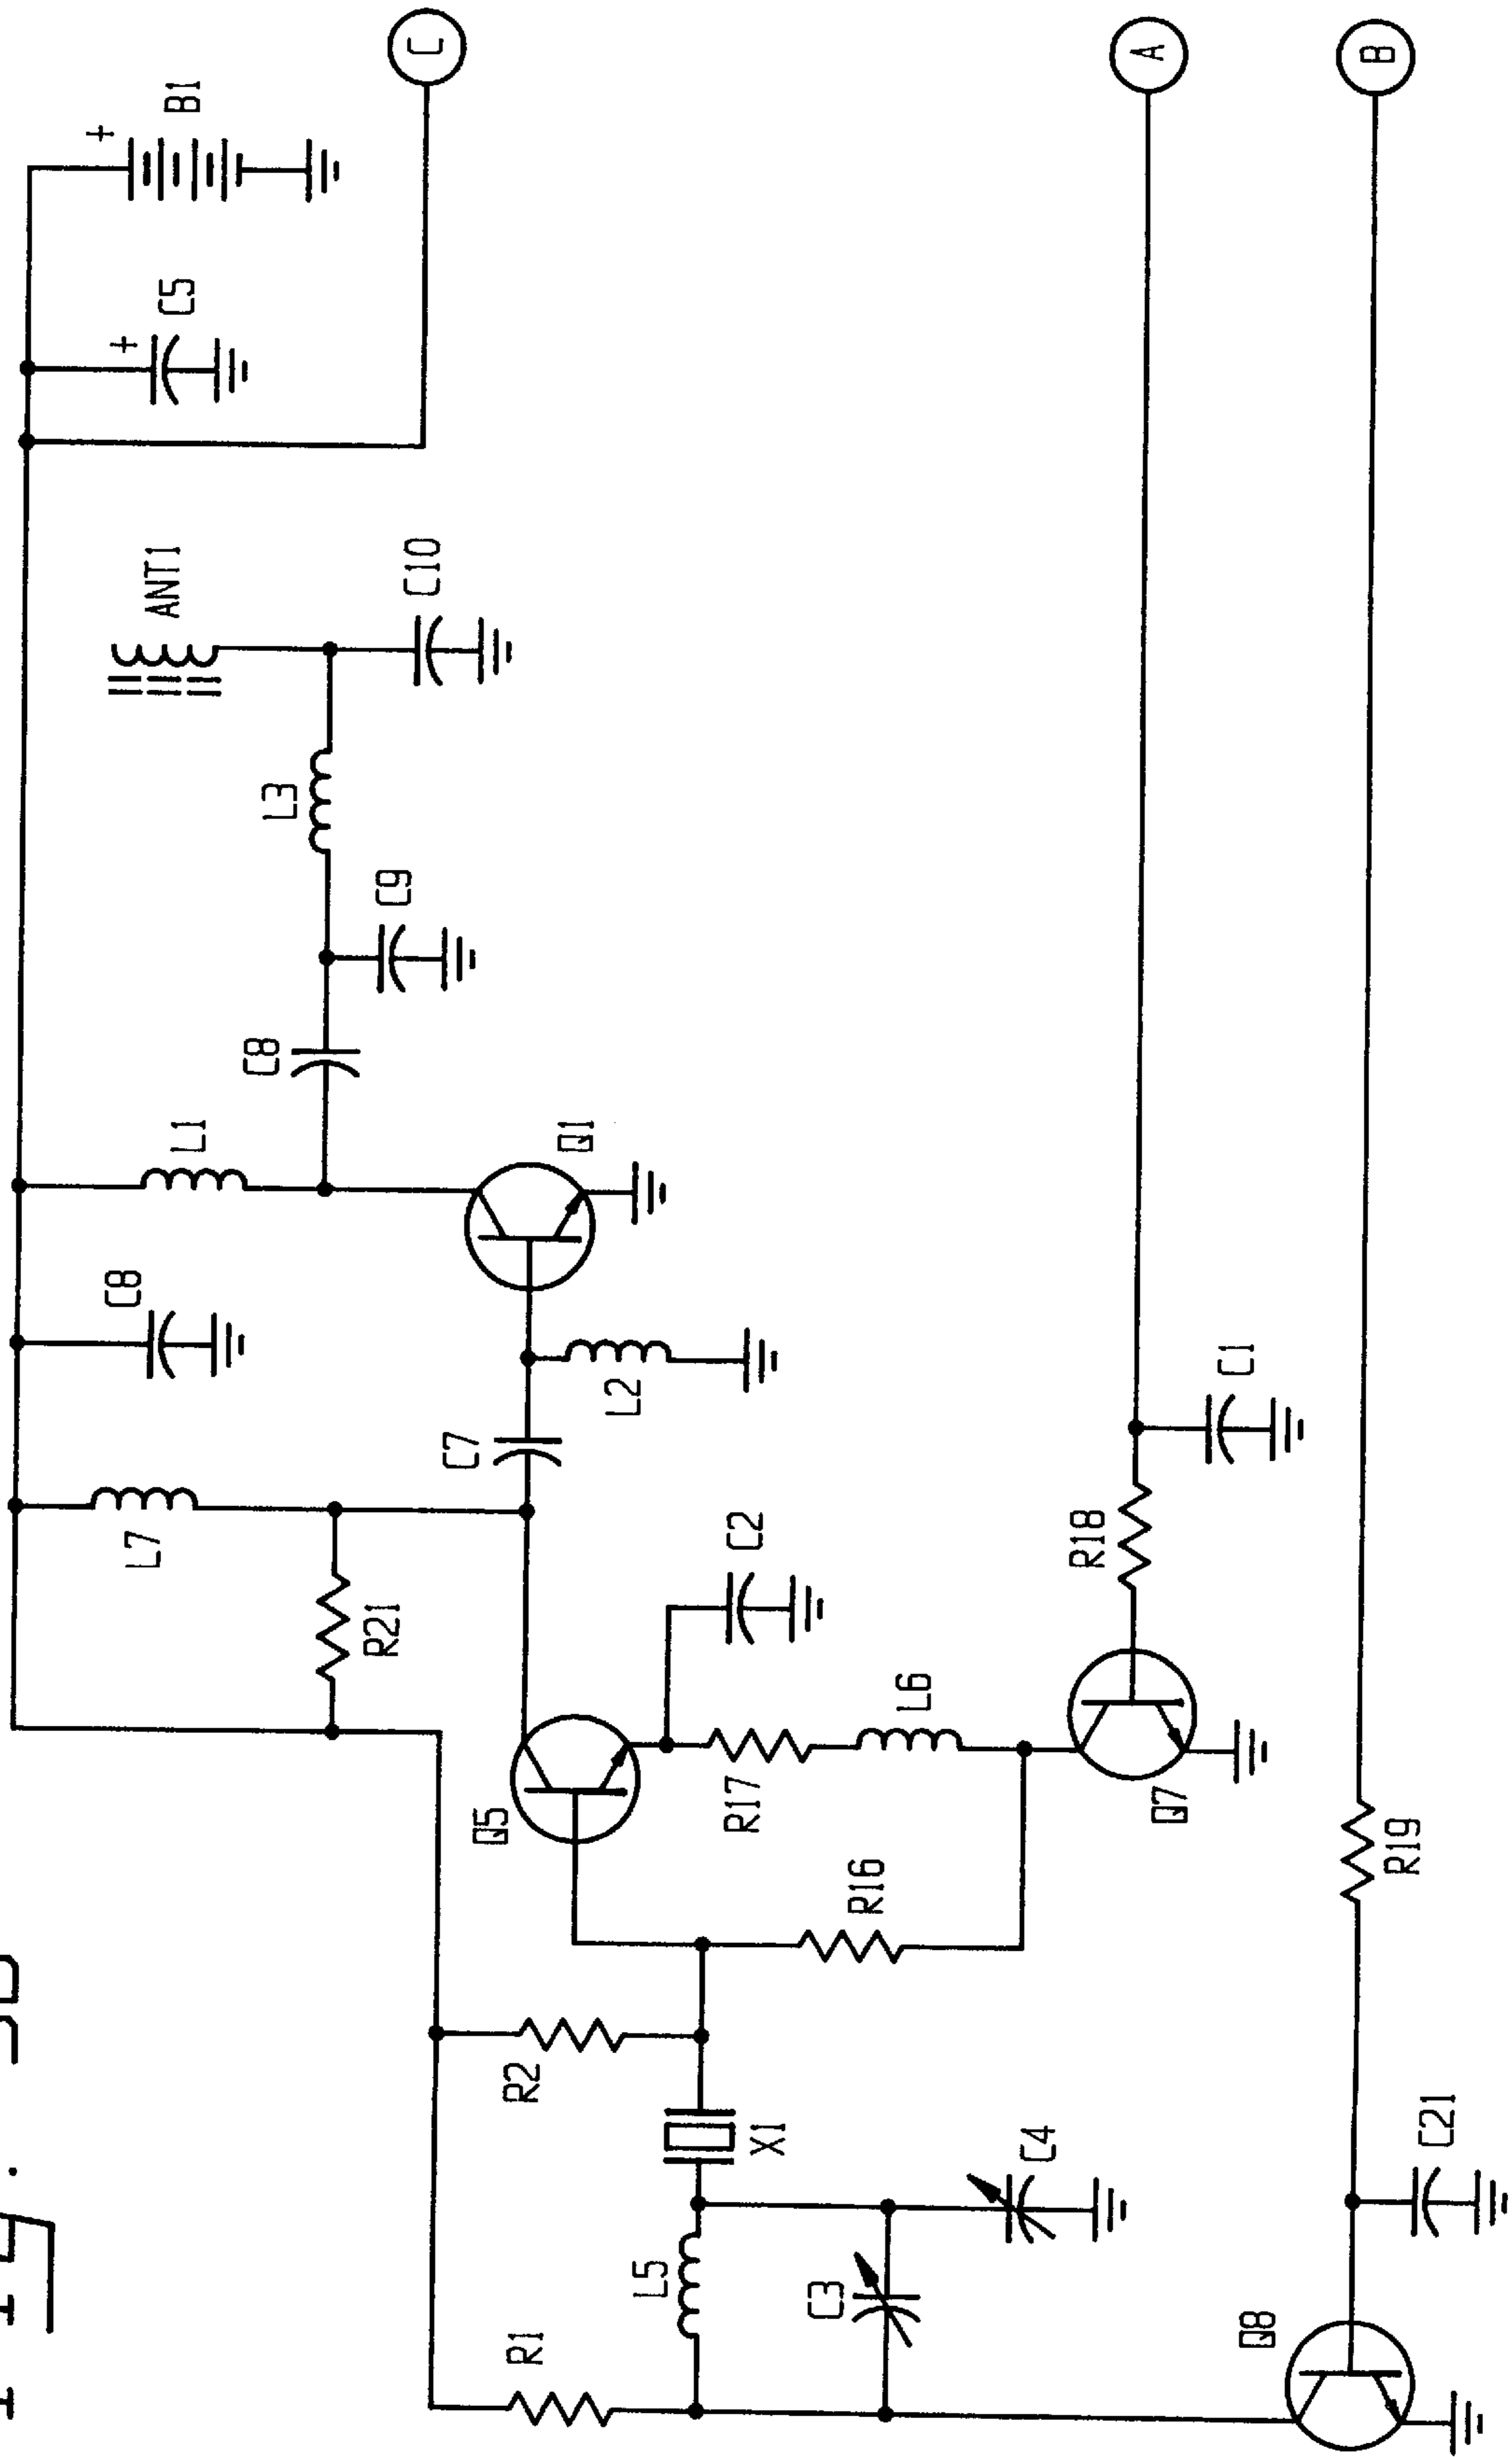 +
B1
C
+
C5
ANT1
C10
L3
C9
C8
L1
Q1
C8
C7
L2
L7
R21
C2
Q5
R17
L6
R18
C1
A
Q7
R16
R2
X1
L5
C3
C4
R1
Q8
C21
R19
B